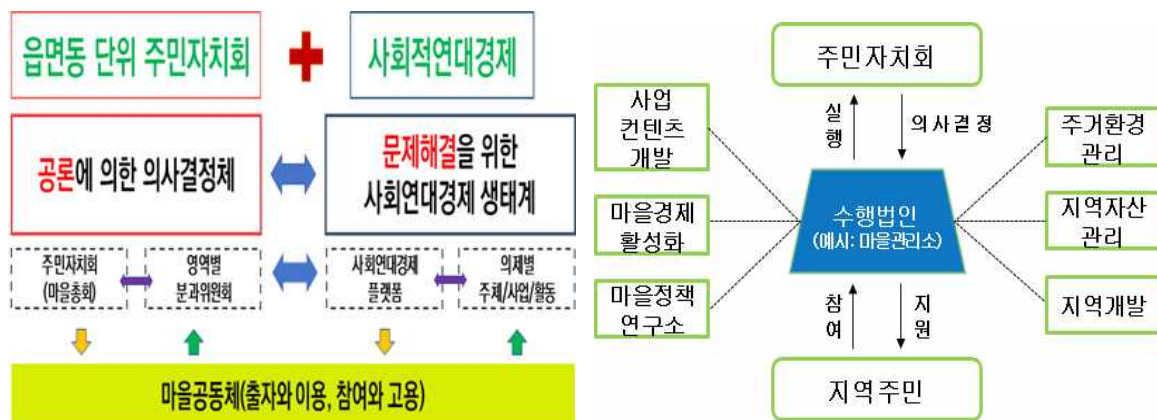 읍면동 단위 주민자치회
사회적연대경제
공론에 의한 의사결정체
문제해결을 위한
사회연대경제 생태계
주민자치회
(마을총회)
영역별
분과위원회
사회연대경제
플랫폼
의제별
주체/사업/활동
마을공동체(출자와 이용, 참여와 고용)
주민자치회
실행
의사결정
사업
컨텐츠
개발
마을경제
활성화
마을정책
연구소
수행법인
(예시: 마을관리소)
주거환경
관리
지역자산
관리
지역개발
참여
지원
지역주민